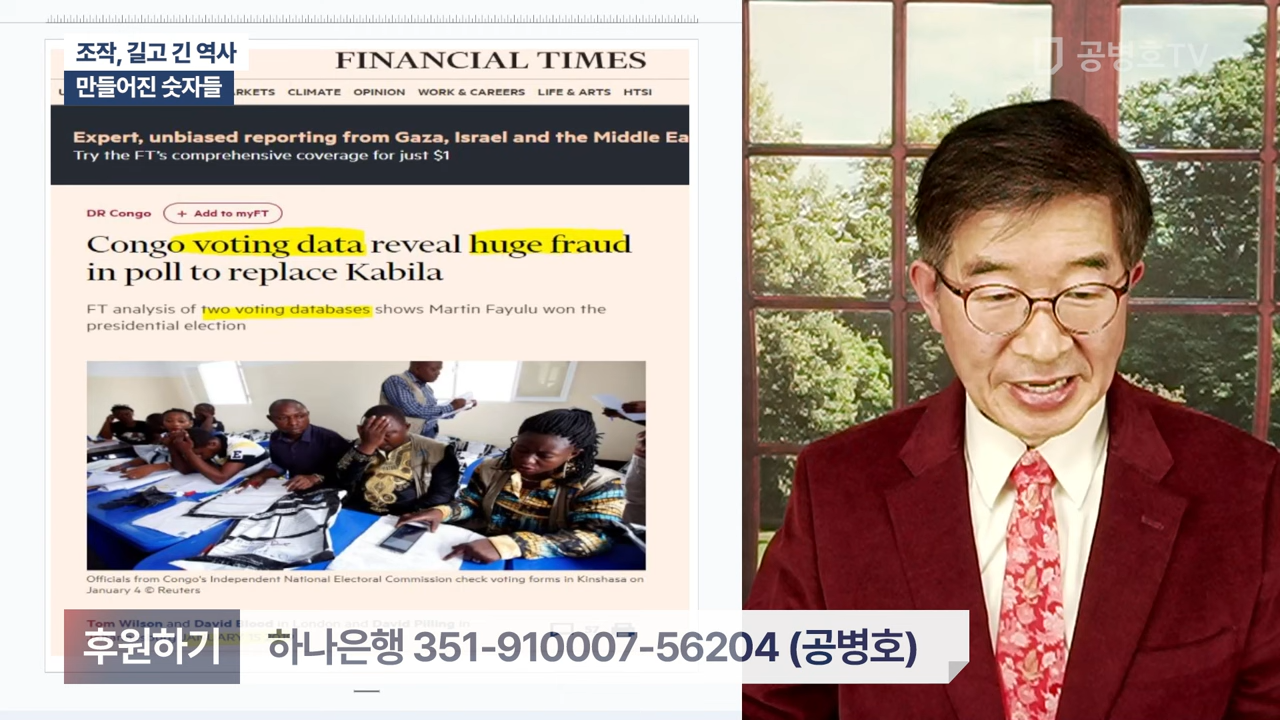 조작, 길고 긴 역사
만들어진 숫자들
FINANCIAL TIMES
RKETS CLIMATE OPINION WORK & CAREERS LIFE & ARTS HTSI
Expert, unbiased reporting from Gaza, Israel and the Middle Ea
Try the FT's comprehensive coverage for just $1
DR Congo + Add to myFT
Congo voting data reveal huge fraud
in poll to replace Kabila
FT analysis of two voting databases shows Martin Fayulu won the
presidential election
Officials from Congo's Independent National Electoral Commission check voting forms in Kinshasa on
January 4 © Reuters
Tom Wilson and David Blood in London and David Pilling in
후원하기 하나은행 351-910007-56204 (공병호)
공병호TV